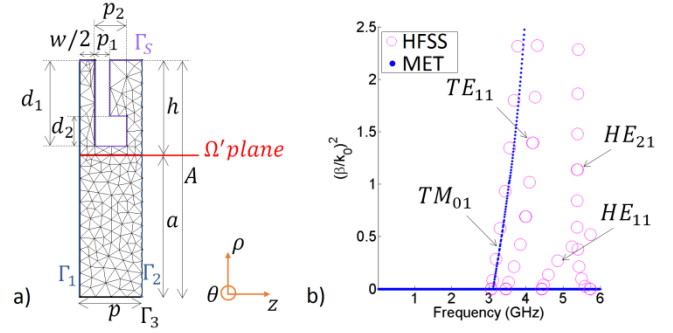 p₂
w/2 p₁ Γ_S
d₁ h
d₂
Ω′ plane
A
a
Γ₁ Γ₂
ρ
θ z
a) p Γ₃
2.5
2
1.5
1
0.5
0
(β/k₀)²
HFSS
MET
TE₁₁
HE₂₁
TM₀₁
HE₁₁
0 1 2 3 4 5 6
Frequency (GHz)
b)